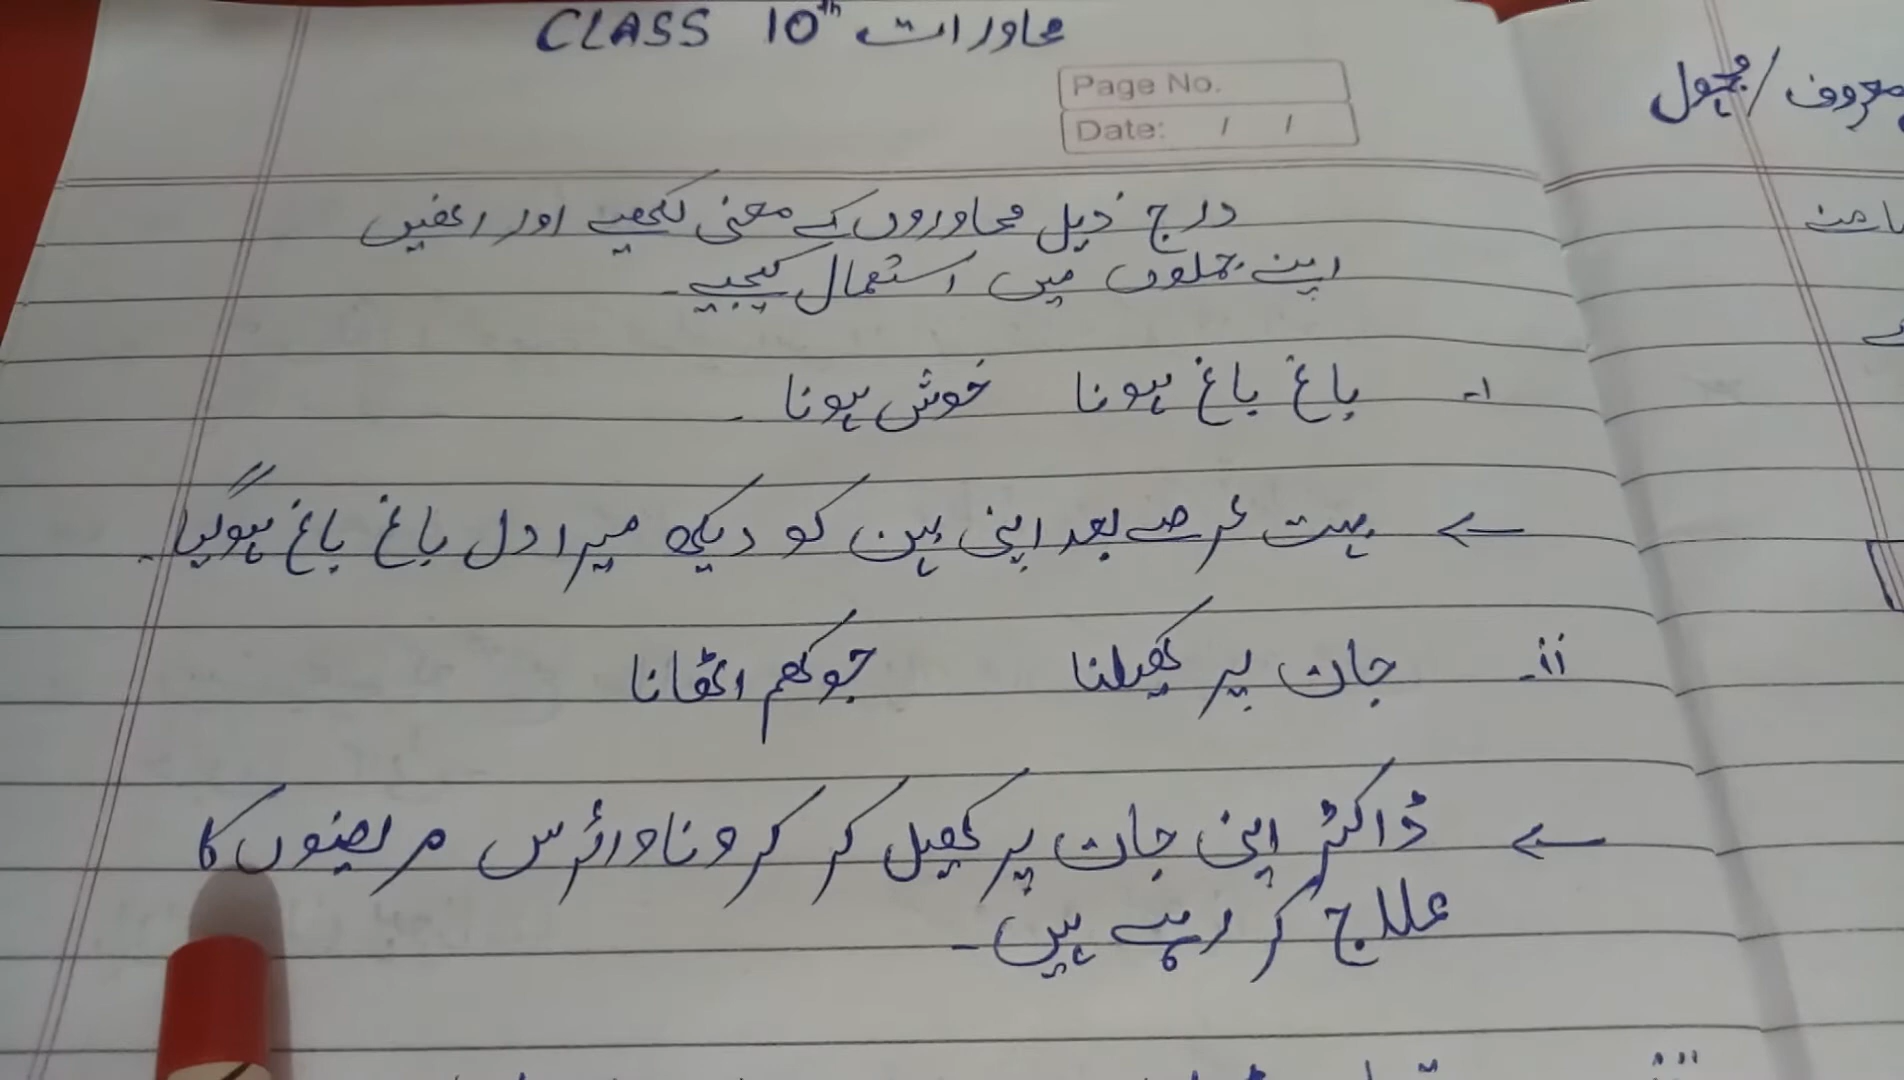 محاورات CLASS 10th
Page No.
Date: / /
درج ذیل محاوروں کے معنی لکھیے اور انھیں
اپنے جملوں میں استعمال کیجیے۔
۱۔ باغ باغ ہونا خوش ہونا۔
← بہت عرصے بعد اپنی بہن کو دیکھ میرا دل باغ باغ ہوگیا۔
ii۔ جان پر کھیلنا جوکھم اٹھانا
← ڈاکٹر اپنی جان پر کھیل کر کروناوائرس مریضوں کا
علاج کر رہے ہیں۔
معروف / مجہول